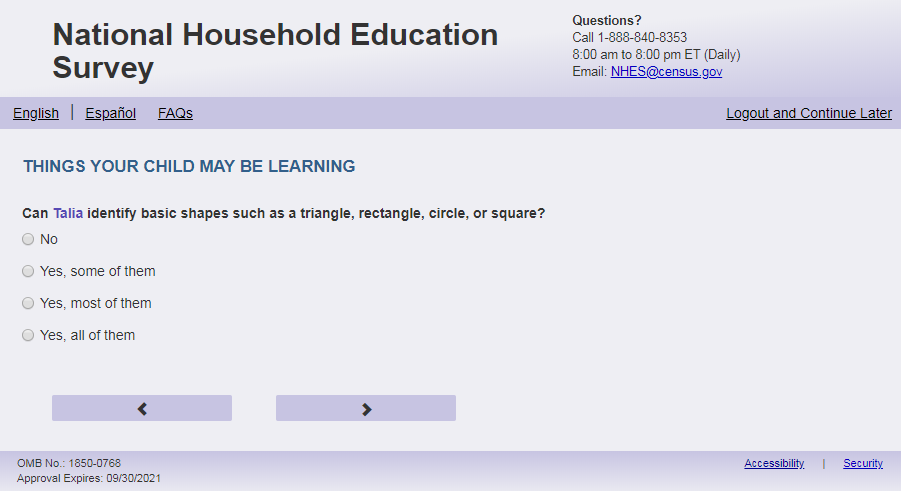 National Household Education
Survey
Questions?
Call 1-888-840-8353
8:00 am to 8:00 pm ET (Daily)
Email: NHES@census.gov
English | Español FAQs
Logout and Continue Later
THINGS YOUR CHILD MAY BE LEARNING
Can Talia identify basic shapes such as a triangle, rectangle, circle, or square?
No
Yes, some of them
Yes, most of them
Yes, all of them
OMB No.: 1850-0768
Approval Expires: 09/30/2021
Accessibility | Security